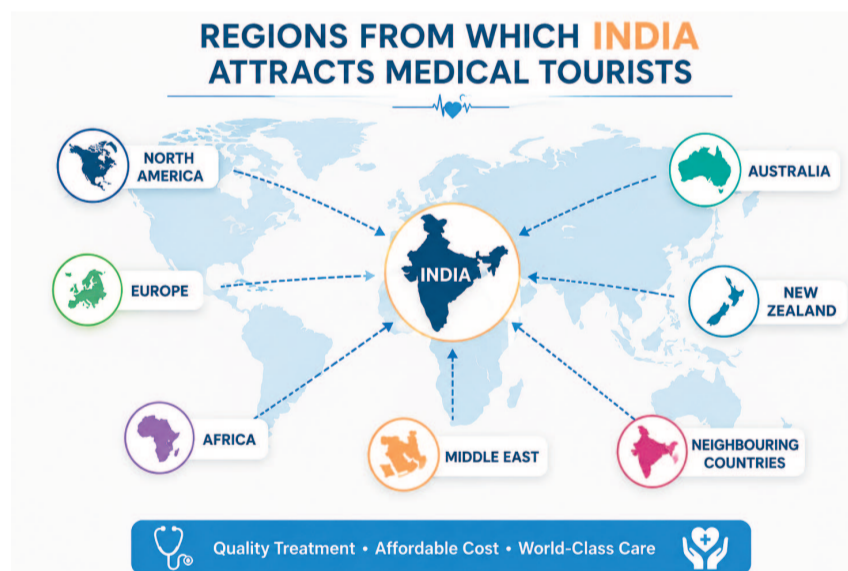 REGIONS FROM WHICH INDIA
ATTRACTS MEDICAL TOURISTS
NORTH
AMERICA
AUSTRALIA
INDIA
EUROPE
NEW
ZEALAND
AFRICA
MIDDLE EAST
NEIGHBOURING
COUNTRIES
Quality Treatment • Affordable Cost • World-Class Care